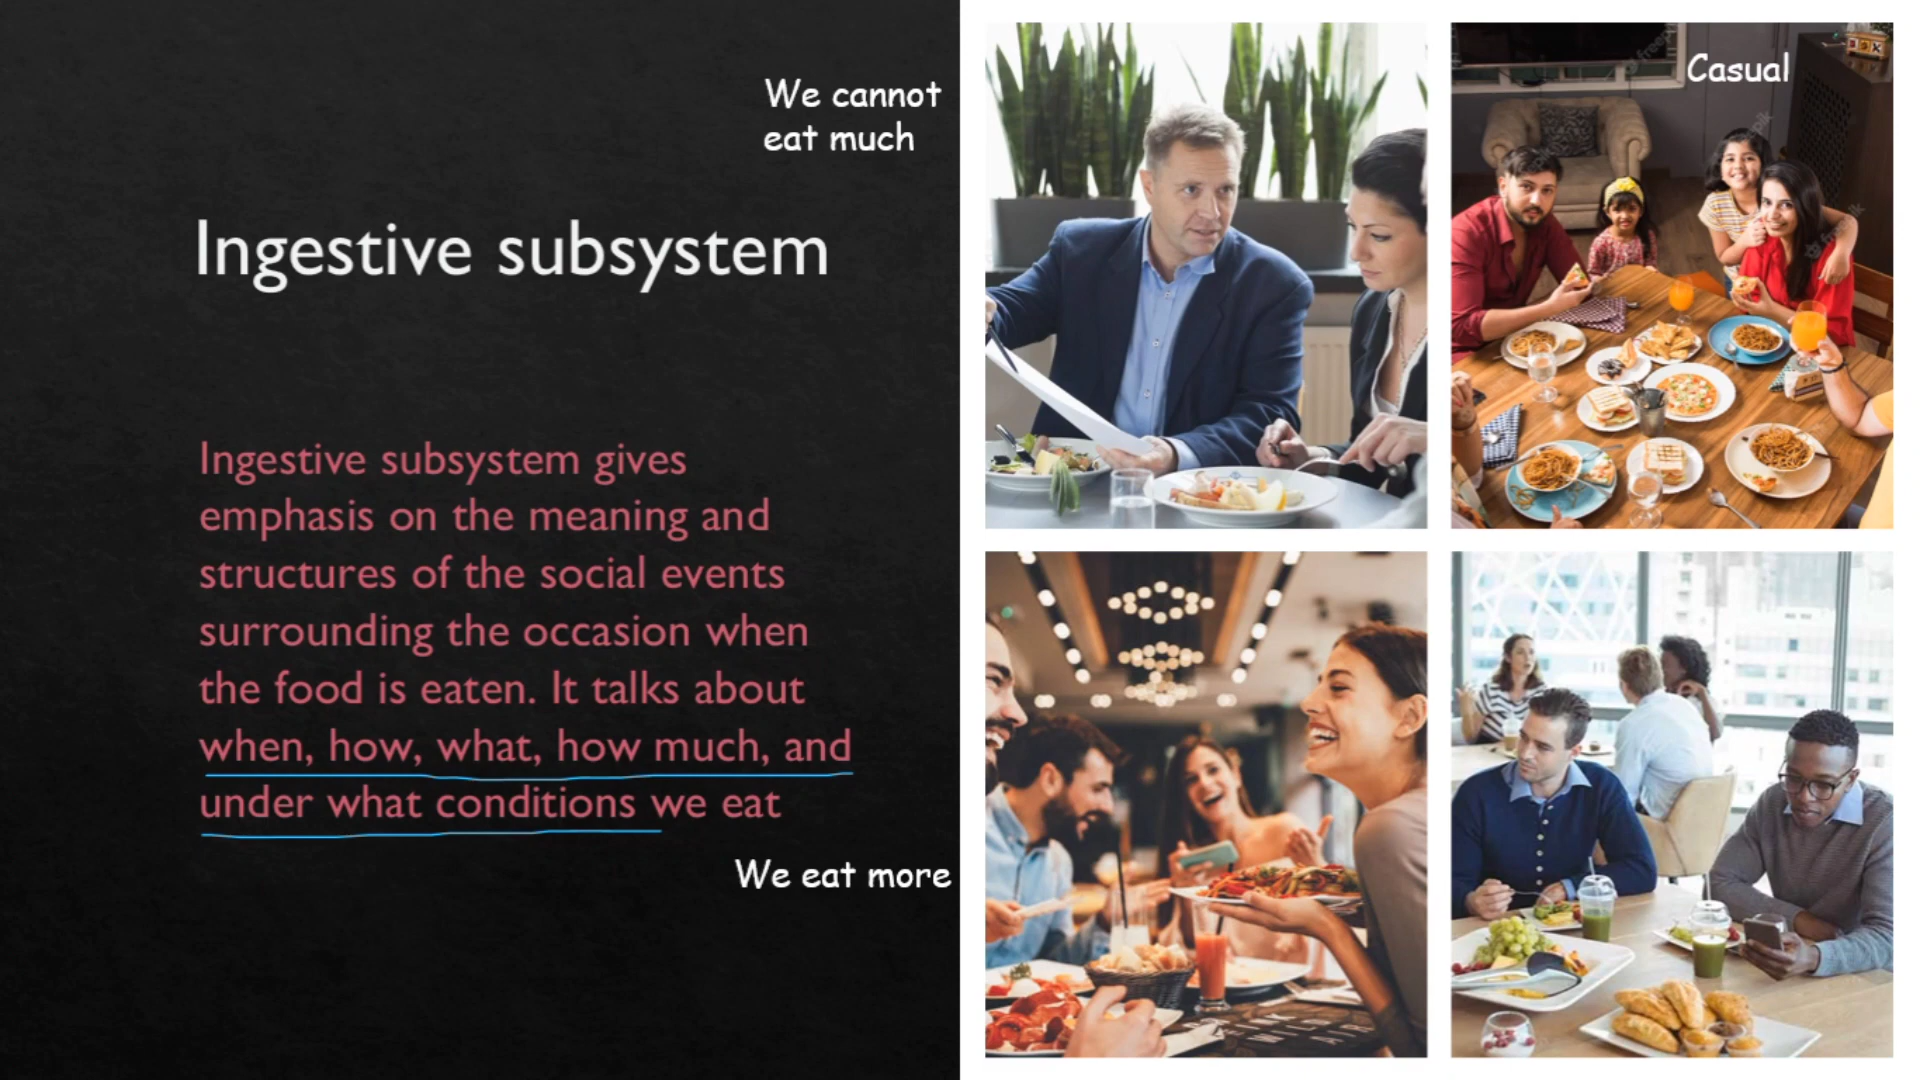 We cannot
eat much
Casual
Ingestive subsystem
Ingestive subsystem gives
emphasis on the meaning and
structures of the social events
surrounding the occasion when
the food is eaten. It talks about
when, how, what, how much, and
under what conditions we eat
We eat more